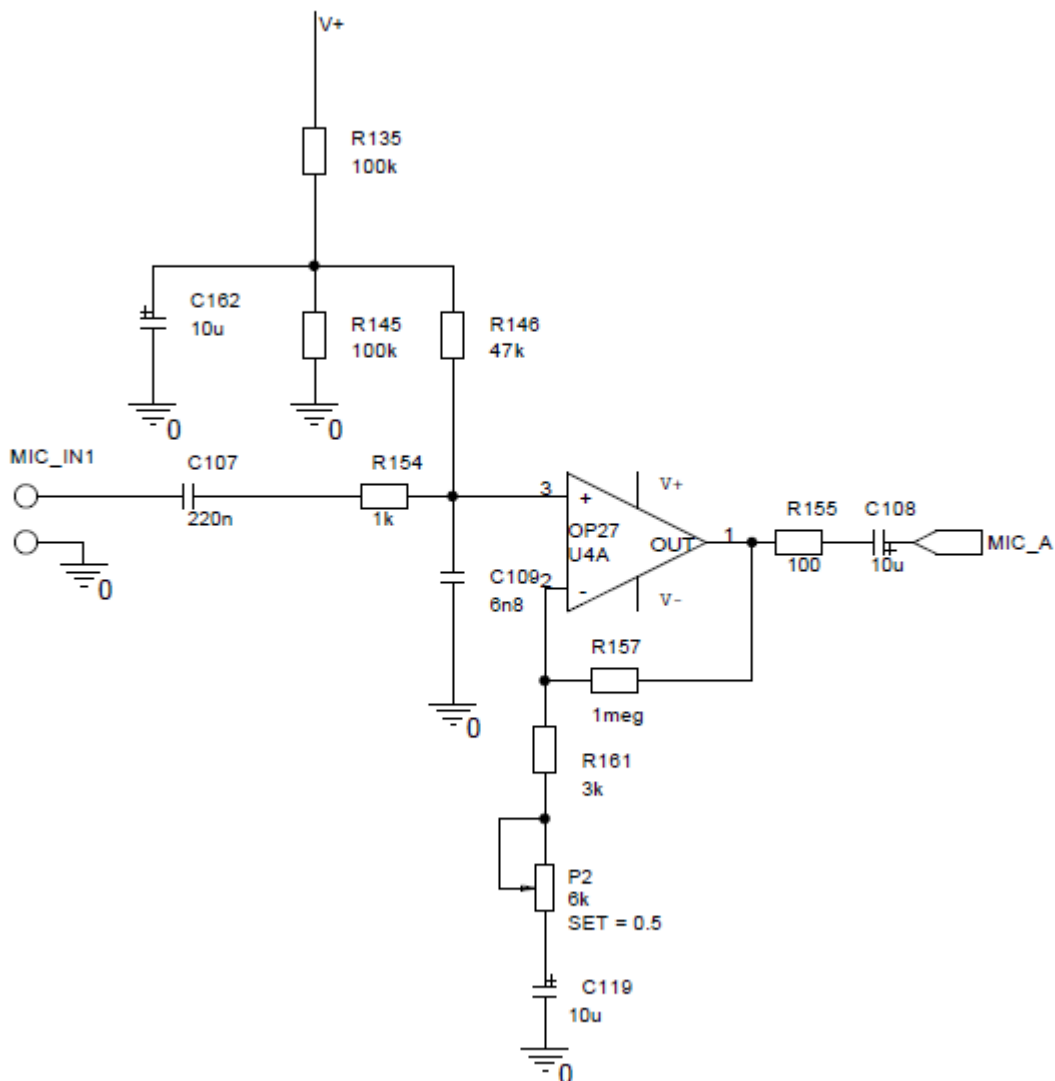 V+
R135
100k
C162
10u
R145
100k
R146
47k
0
0
MIC_IN1
C107
220n
R154
1k
0
3
+
V+
OP27
U4A
OUT
1
2
-
V-
R155
100
C108
10u
+
MIC_A
C109
6n8
0
R157
1meg
R161
3k
P2
6k
SET = 0.5
+
C119
10u
0